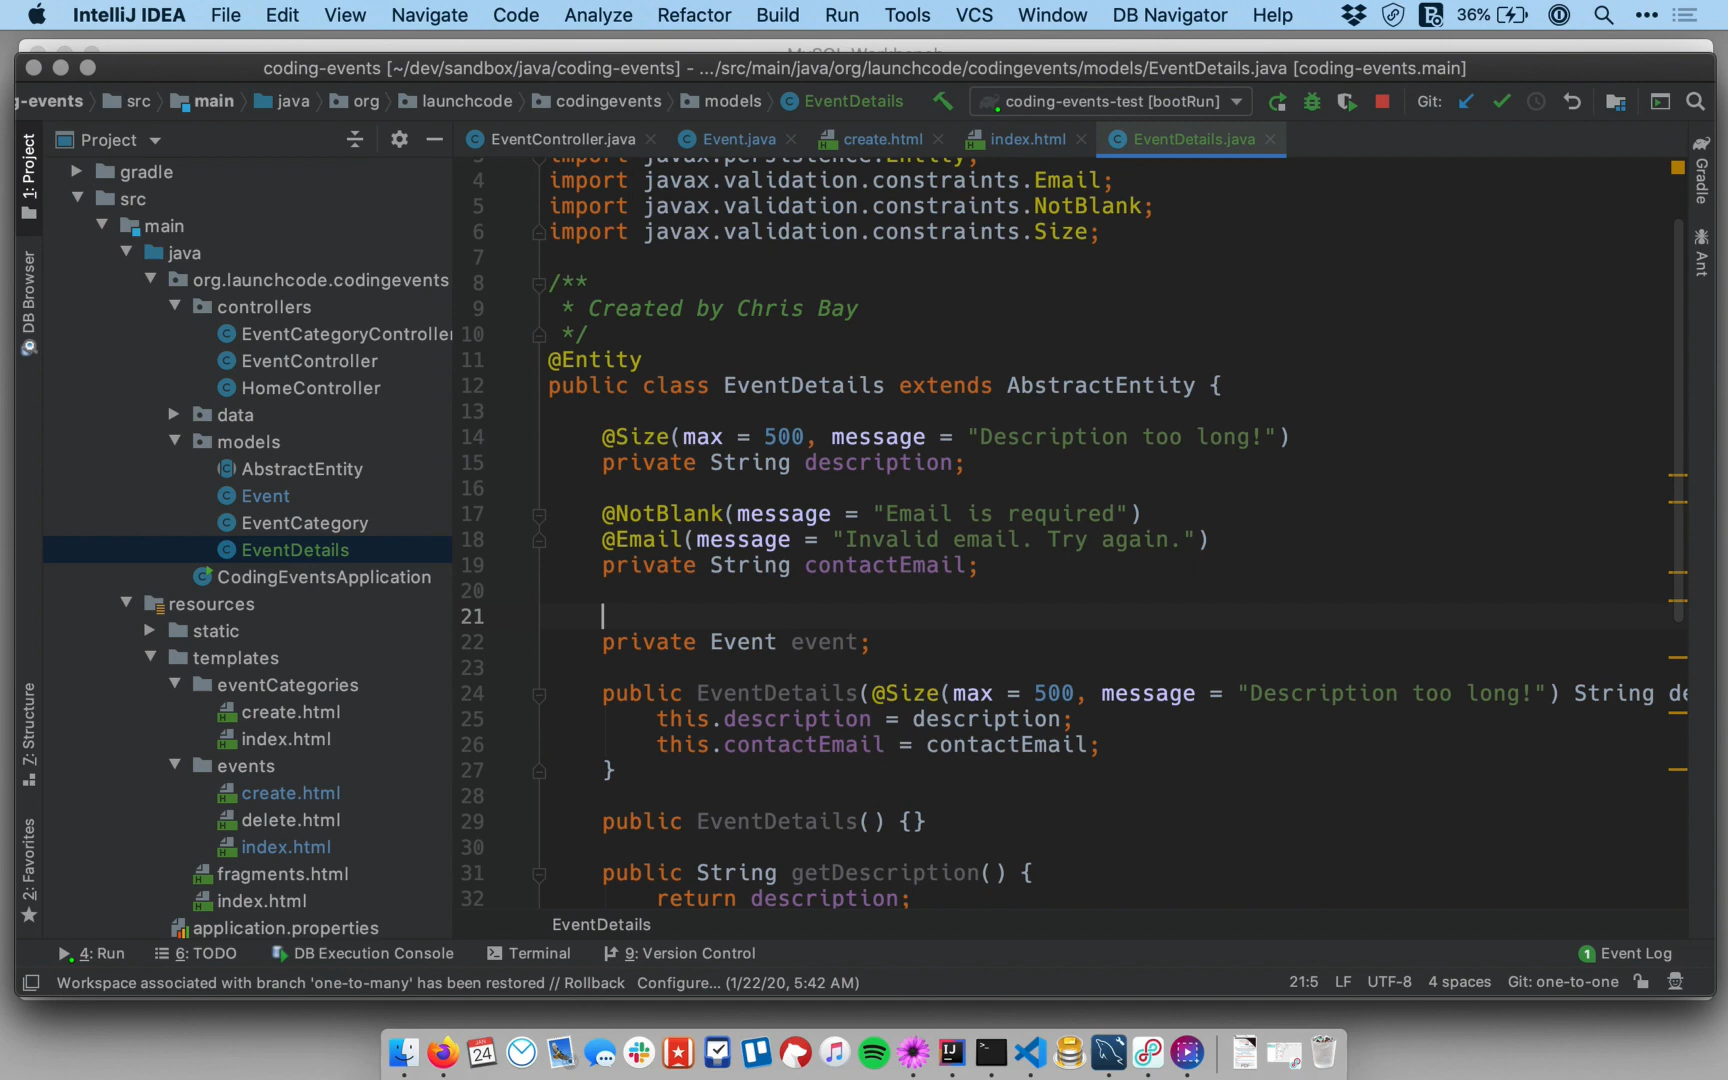 IntelliJ IDEA File Edit View Navigate Code Analyze Refactor Build Run Tools VCS Window DB Navigator Help 36%
coding-events [~/dev/sandbox/java/coding-events] - .../src/main/java/org/launchcode/codingevents/models/EventDetails.java [coding-events.main]
g-events src main java org launchcode codingevents models EventDetails coding-events-test [bootRun] Git:
Project EventController.java Event.java create.html index.html EventDetails.java
1: Project
DB Browser
7: Structure
2: Favorites
gradle
src
main
java
org.launchcode.codingevents
controllers
EventCategoryController
EventController
HomeController
data
models
AbstractEntity
Event
EventCategory
EventDetails
CodingEventsApplication
resources
static
templates
eventCategories
create.html
index.html
events
create.html
delete.html
index.html
fragments.html
index.html
application.properties
import javax.persistence.Entity;
4 import javax.validation.constraints.Email;
5 import javax.validation.constraints.NotBlank;
6 import javax.validation.constraints.Size;
7
8 /**
9 * Created by Chris Bay
10 */
11 @Entity
12 public class EventDetails extends AbstractEntity {
13
14 @Size(max = 500, message = "Description too long!")
15 private String description;
16
17 @NotBlank(message = "Email is required")
18 @Email(message = "Invalid email. Try again.")
19 private String contactEmail;
20
21
22 private Event event;
23
24 public EventDetails(@Size(max = 500, message = "Description too long!") String de
25 this.description = description;
26 this.contactEmail = contactEmail;
27 }
28
29 public EventDetails() {}
30
31 public String getDescription() {
32 return description;
EventDetails
Gradle
Ant
4: Run 6: TODO DB Execution Console Terminal 9: Version Control 1 Event Log
Workspace associated with branch 'one-to-many' has been restored // Rollback Configure... (1/22/20, 5:42 AM) 21:5 LF UTF-8 4 spaces Git: one-to-one
JAN
24
IJ